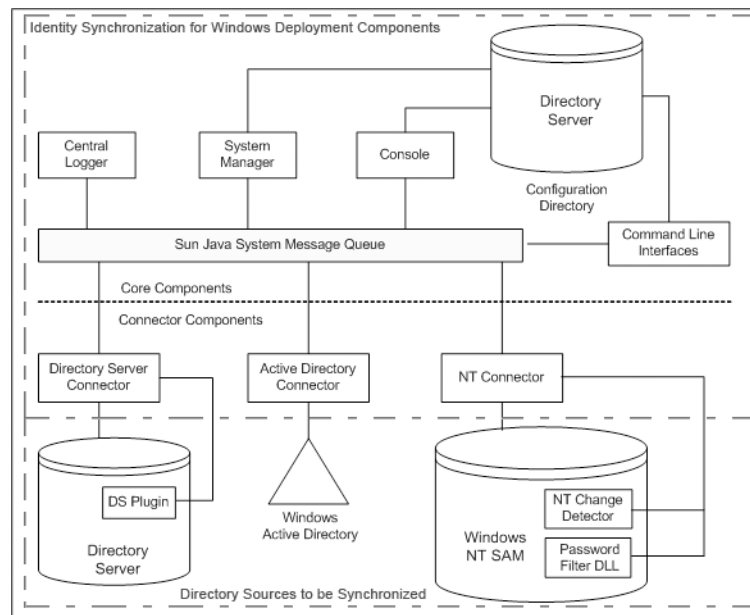 Identity Synchronization for Windows Deployment Components
Directory
Server
Central
Logger
System
Manager
Console
Configuration
Directory
Sun Java System Message Queue
Command Line
Interfaces
Core Components
Connector Components
Directory Server
Connector
Active Directory
Connector
NT Connector
DS Plugin
Directory
Server
Windows
Active Directory
Windows
NT SAM
NT Change
Detector
Password
Filter DLL
Directory Sources to be Synchronized